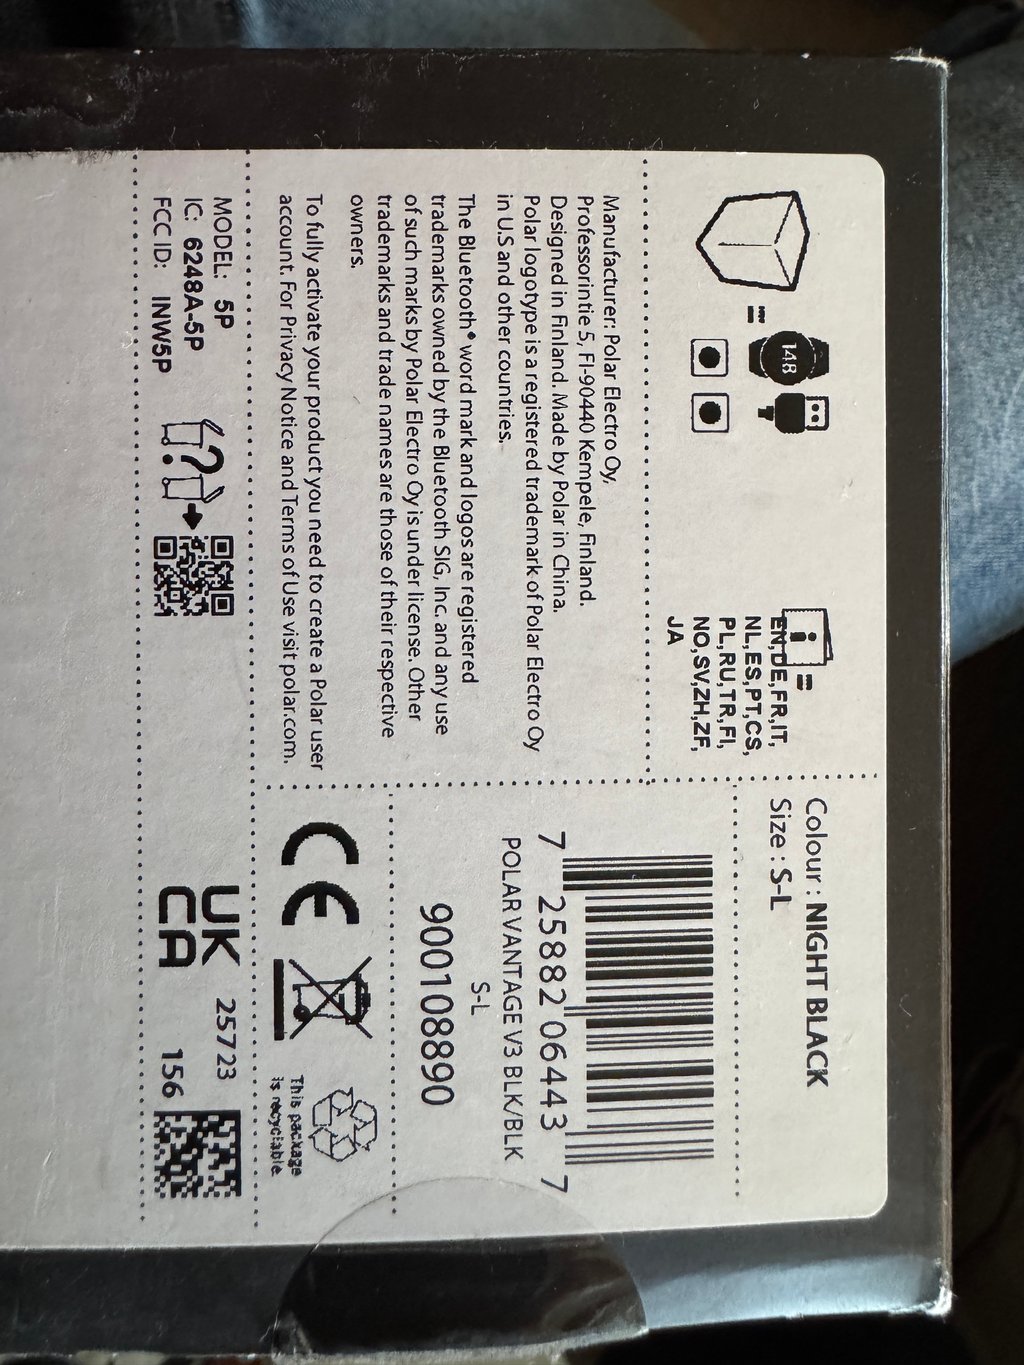 148
EN,DE,FR,IT,
NL,ES,PT,CS,
PL,RU,TR,FI,
NO,SV,ZH,ZF,
JA
Colour : NIGHT BLACK
Size : S-L
Manufacturer: Polar Electro Oy,
Professorintie 5, FI-90440 Kempele, Finland.
Designed in Finland. Made by Polar in China.
Polar logotype is a registered trademark of Polar Electro Oy
in U.S and other countries.
The Bluetooth® word mark and logos are registered
trademarks owned by the Bluetooth SIG, Inc. and any use
of such marks by Polar Electro Oy is under license. Other
trademarks and trade names are those of their respective
owners.
To fully activate your product you need to create a Polar user
account. For Privacy Notice and Terms of Use visit polar.com.
7 25882 06443 7
POLAR VANTAGE V3 BLK/BLK
S-L
90010890
CE
This package
is recyclable.
MODEL: 5P
IC: 6248A-5P
FCC ID: INW5P
UK
CA
25723
156